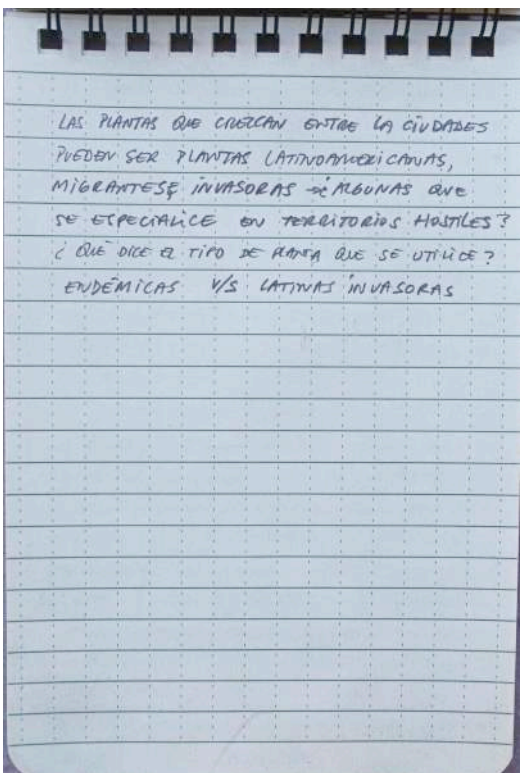 LAS PLANTAS QUE CREZCAN ENTRE LA CIUDADES
PUEDEN SER PLANTAS LATINOAMERICANAS,
MIGRANTES E INVASORAS ALGUNAS QUE
SE ESPECIALICE EN TERRITORIOS HOSTILES?
¿QUÉ DICE EL TIPO DE PLANTA QUE SE UTILICE?
ENDÉMICAS V/S LATINAS INVASORAS